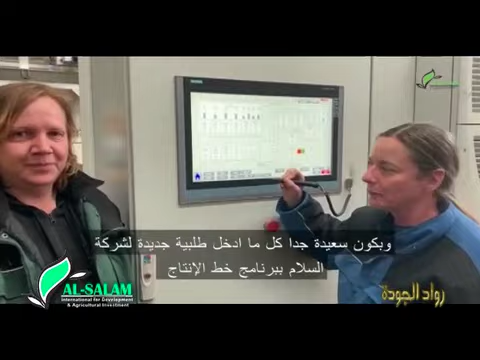 SIEMENS
وبكون سعيدة جدا كل ما ادخل طلبية جديدة لشركة
السلام ببرنامج خط الإنتاج
AL-SALAM
International for Development
& Agricultural Investment
رواد الجودة